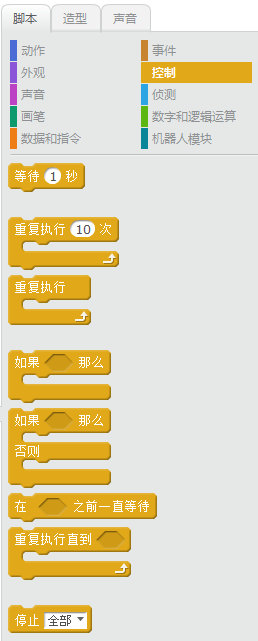 脚本 造型 声音
动作 事件
外观 控制
声音 侦测
画笔 数字和逻辑运算
数据和指令 机器人模块
等待 1 秒
重复执行 10 次
重复执行
如果 那么
如果 那么
否则
在 之前一直等待
重复执行直到
停止 全部